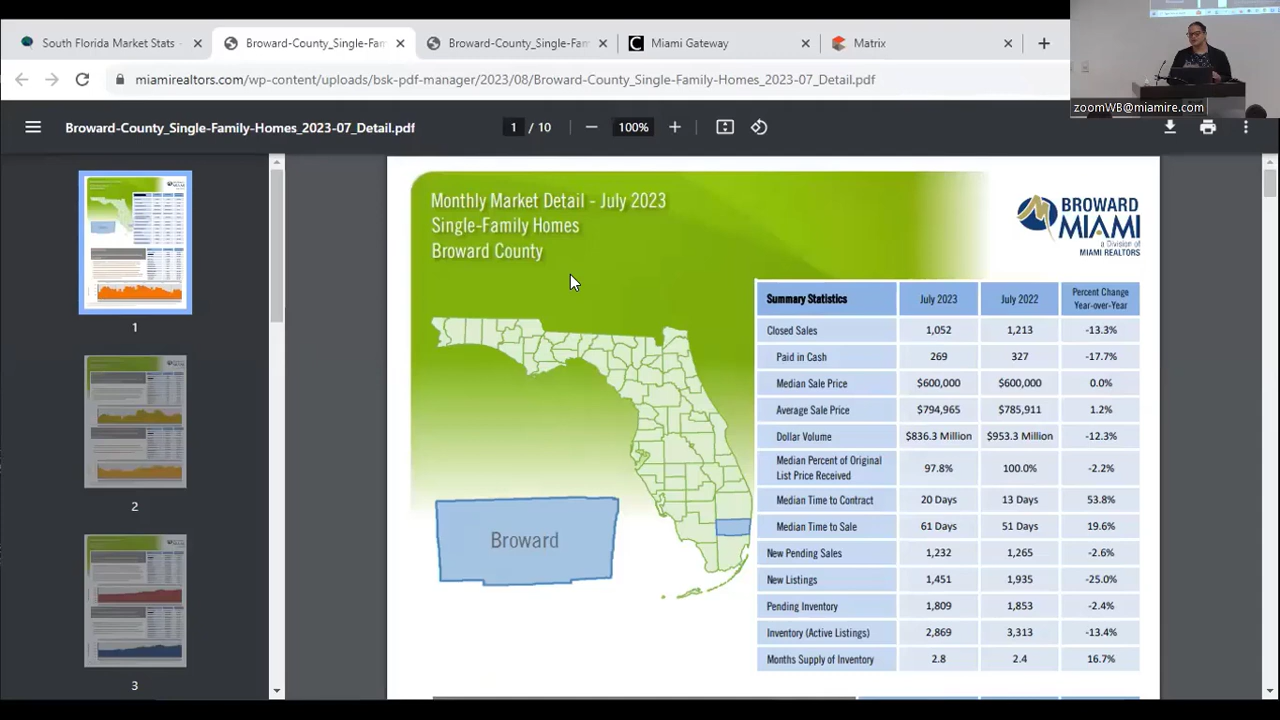 South Florida Market Stats
Broward-County_Single-Fam
Broward-County_Single-Fam
Miami Gateway
Matrix
miamirealtors.com/wp-content/uploads/bsk-pdf-manager/2023/08/Broward-County_Single-Family-Homes_2023-07_Detail.pdf
zoomWB@miamire.com
Broward-County_Single-Family-Homes_2023-07_Detail.pdf
1 / 10
100%
1
2
3
Monthly Market Detail - July 2023
Single-Family Homes
Broward County
BROWARD
MIAMI
a Division of
MIAMI REALTORS
Broward
Summary Statistics July 2023 July 2022 Percent Change Year-over-Year
Closed Sales 1,052 1,213 -13.3%
Paid in Cash 269 327 -17.7%
Median Sale Price $600,000 $600,000 0.0%
Average Sale Price $794,965 $785,911 1.2%
Dollar Volume $836.3 Million $953.3 Million -12.3%
Median Percent of Original List Price Received 97.8% 100.0% -2.2%
Median Time to Contract 20 Days 13 Days 53.8%
Median Time to Sale 61 Days 51 Days 19.6%
New Pending Sales 1,232 1,265 -2.6%
New Listings 1,451 1,935 -25.0%
Pending Inventory 1,809 1,853 -2.4%
Inventory (Active Listings) 2,869 3,313 -13.4%
Months Supply of Inventory 2.8 2.4 16.7%